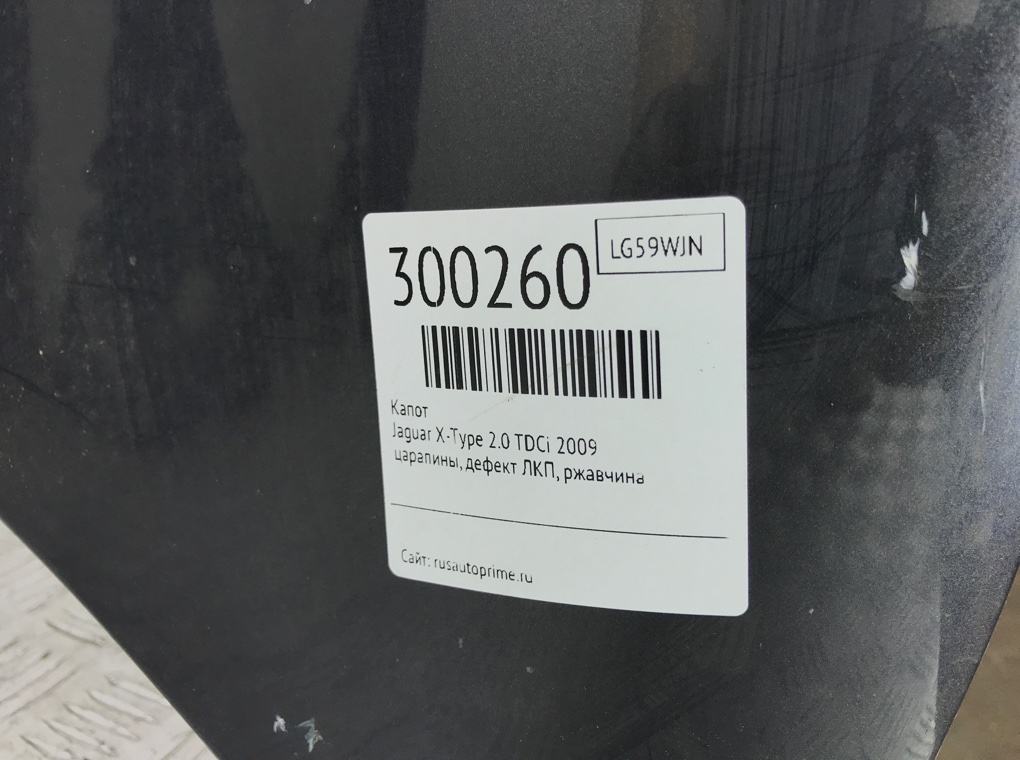 300260
LG59WJN
Капот
Jaguar X-Type 2.0 TDCi 2009
царапины, дефект ЛКП, ржавчина
Сайт: rusautoprime.ru